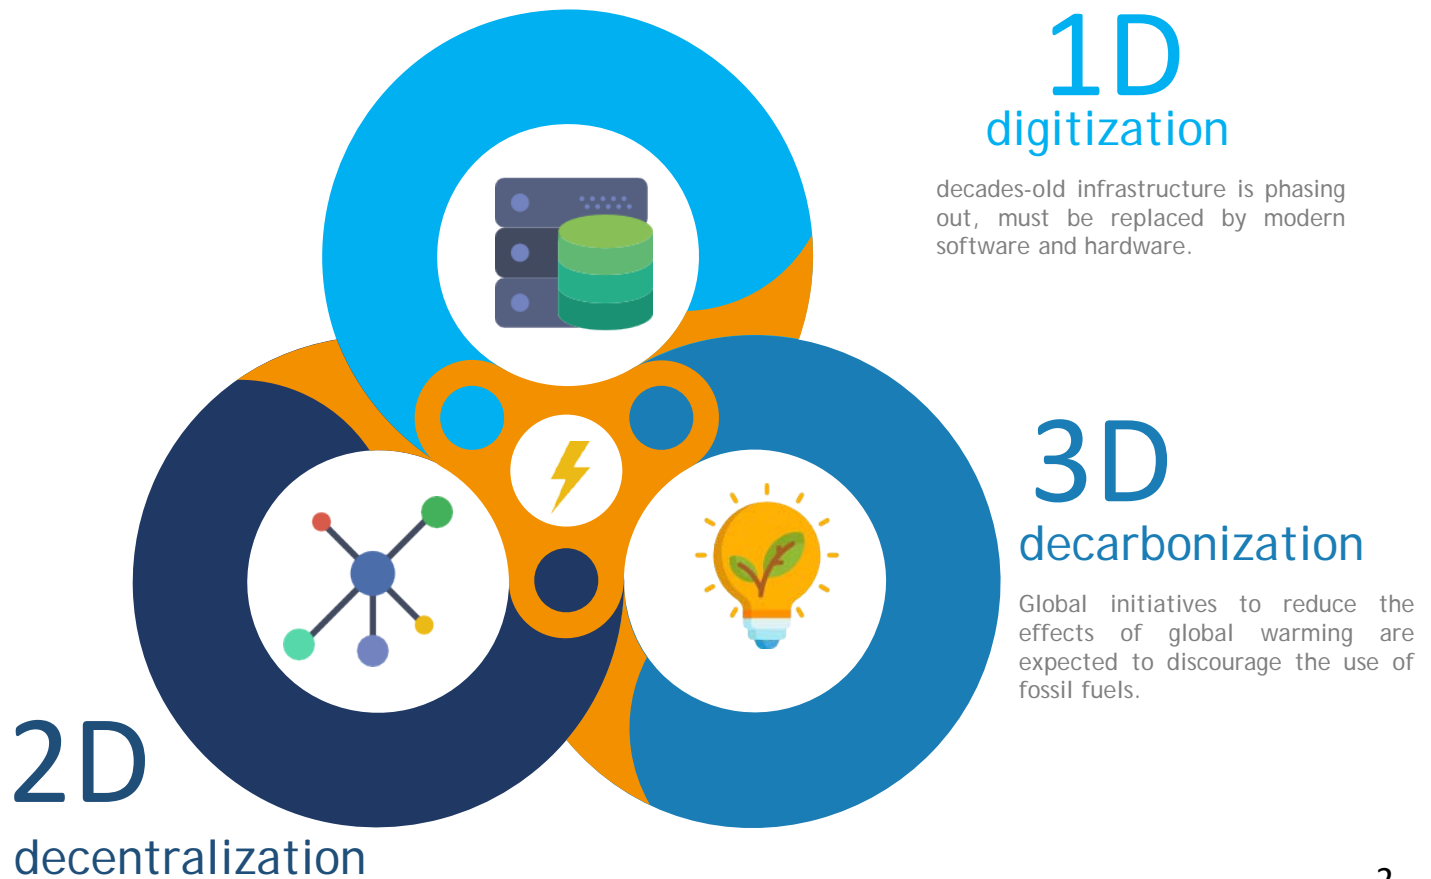 1D
digitization
decades-old infrastructure is phasing
out, must be replaced by modern
software and hardware.
3D
decarbonization
Global initiatives to reduce the
effects of global warming are
expected to discourage the use of
fossil fuels.
2D
decentralization